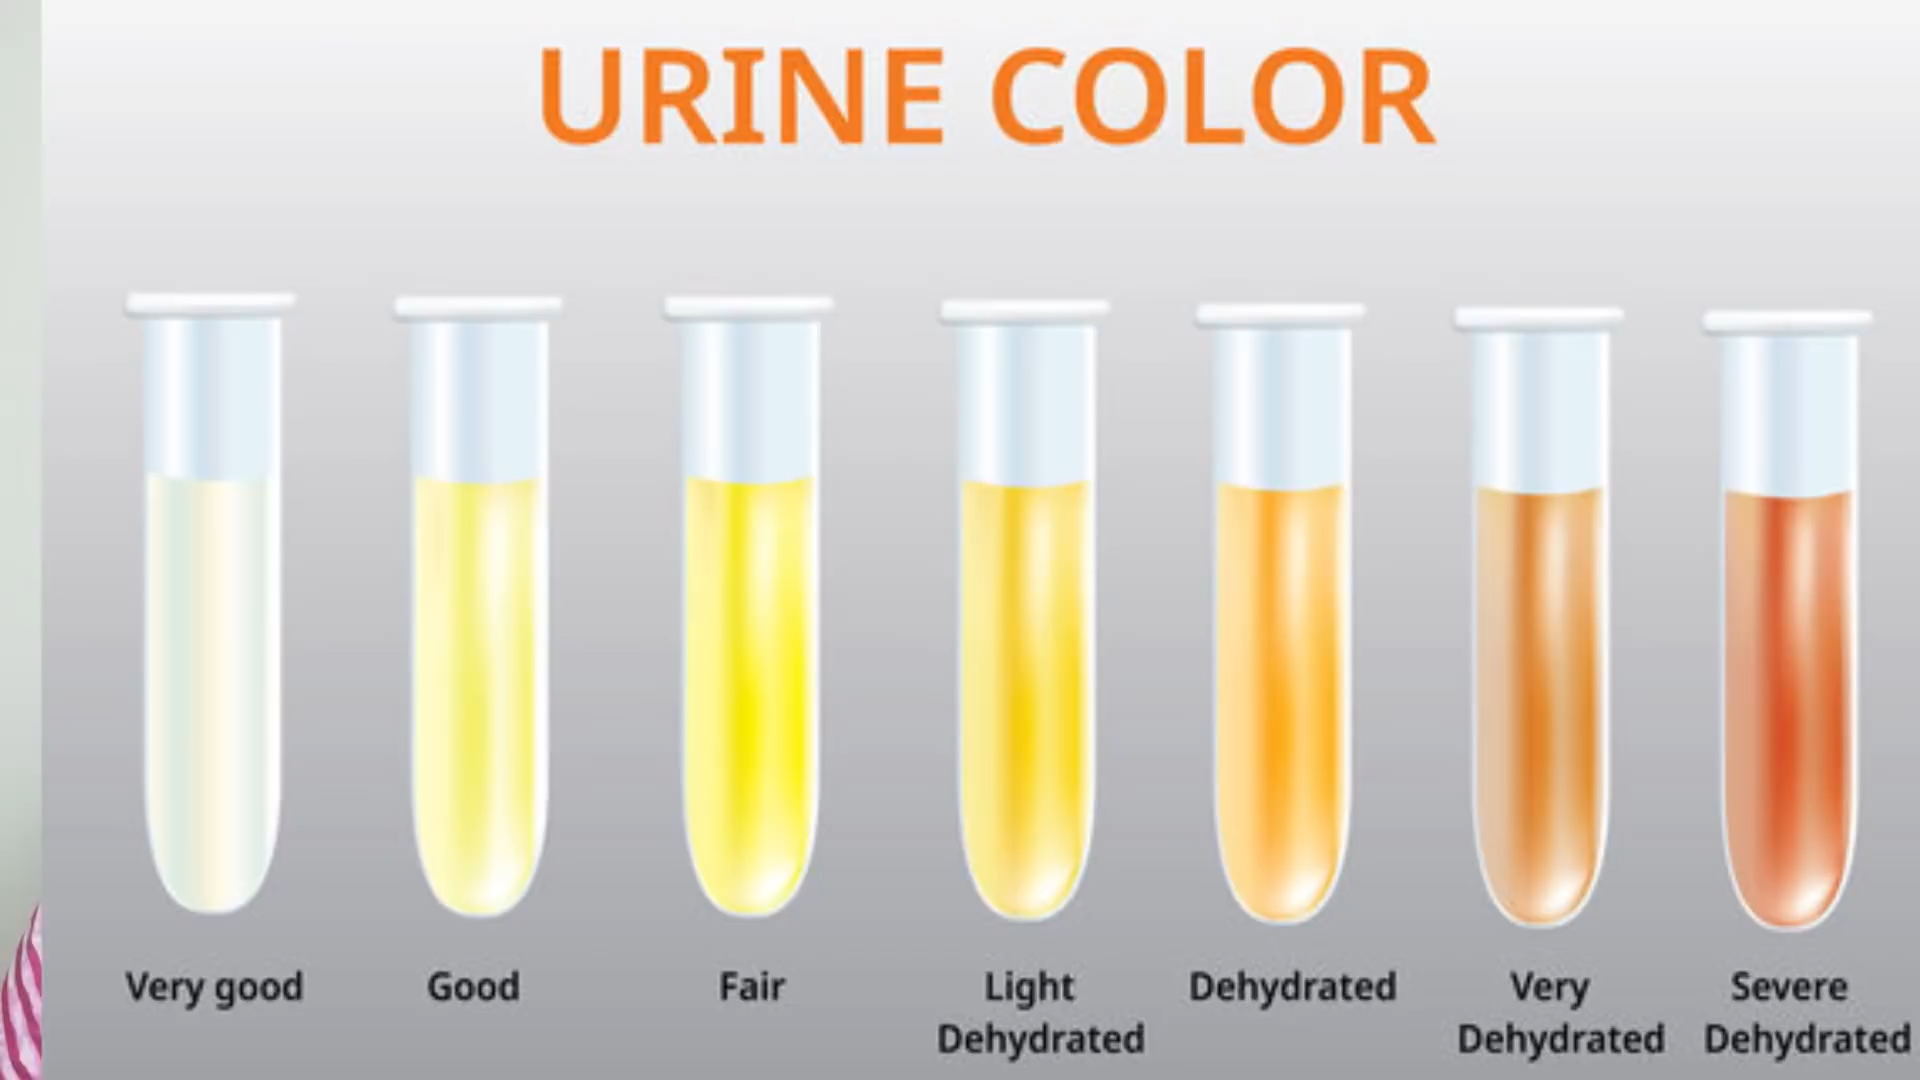 URINE COLOR
Very good
Good
Fair
Light
Dehydrated
Dehydrated
Very
Dehydrated
Severe
Dehydrated